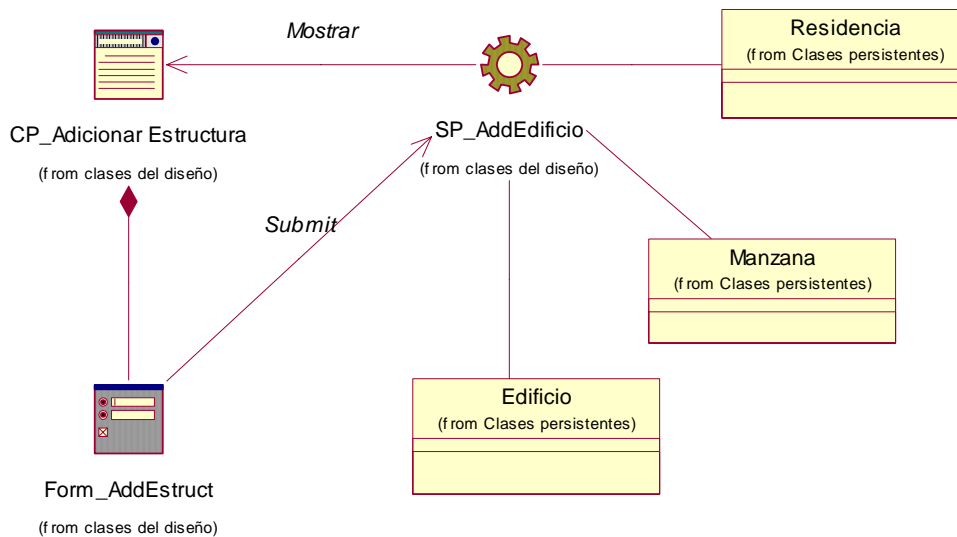 Mostrar
Residencia
(from Clases persistentes)
CP_Adicionar Estructura
(from clases del diseño)
SP_AddEdificio
(from clases del diseño)
Submit
Manzana
(from Clases persistentes)
Edificio
(from Clases persistentes)
Form_AddEstruct
(from clases del diseño)